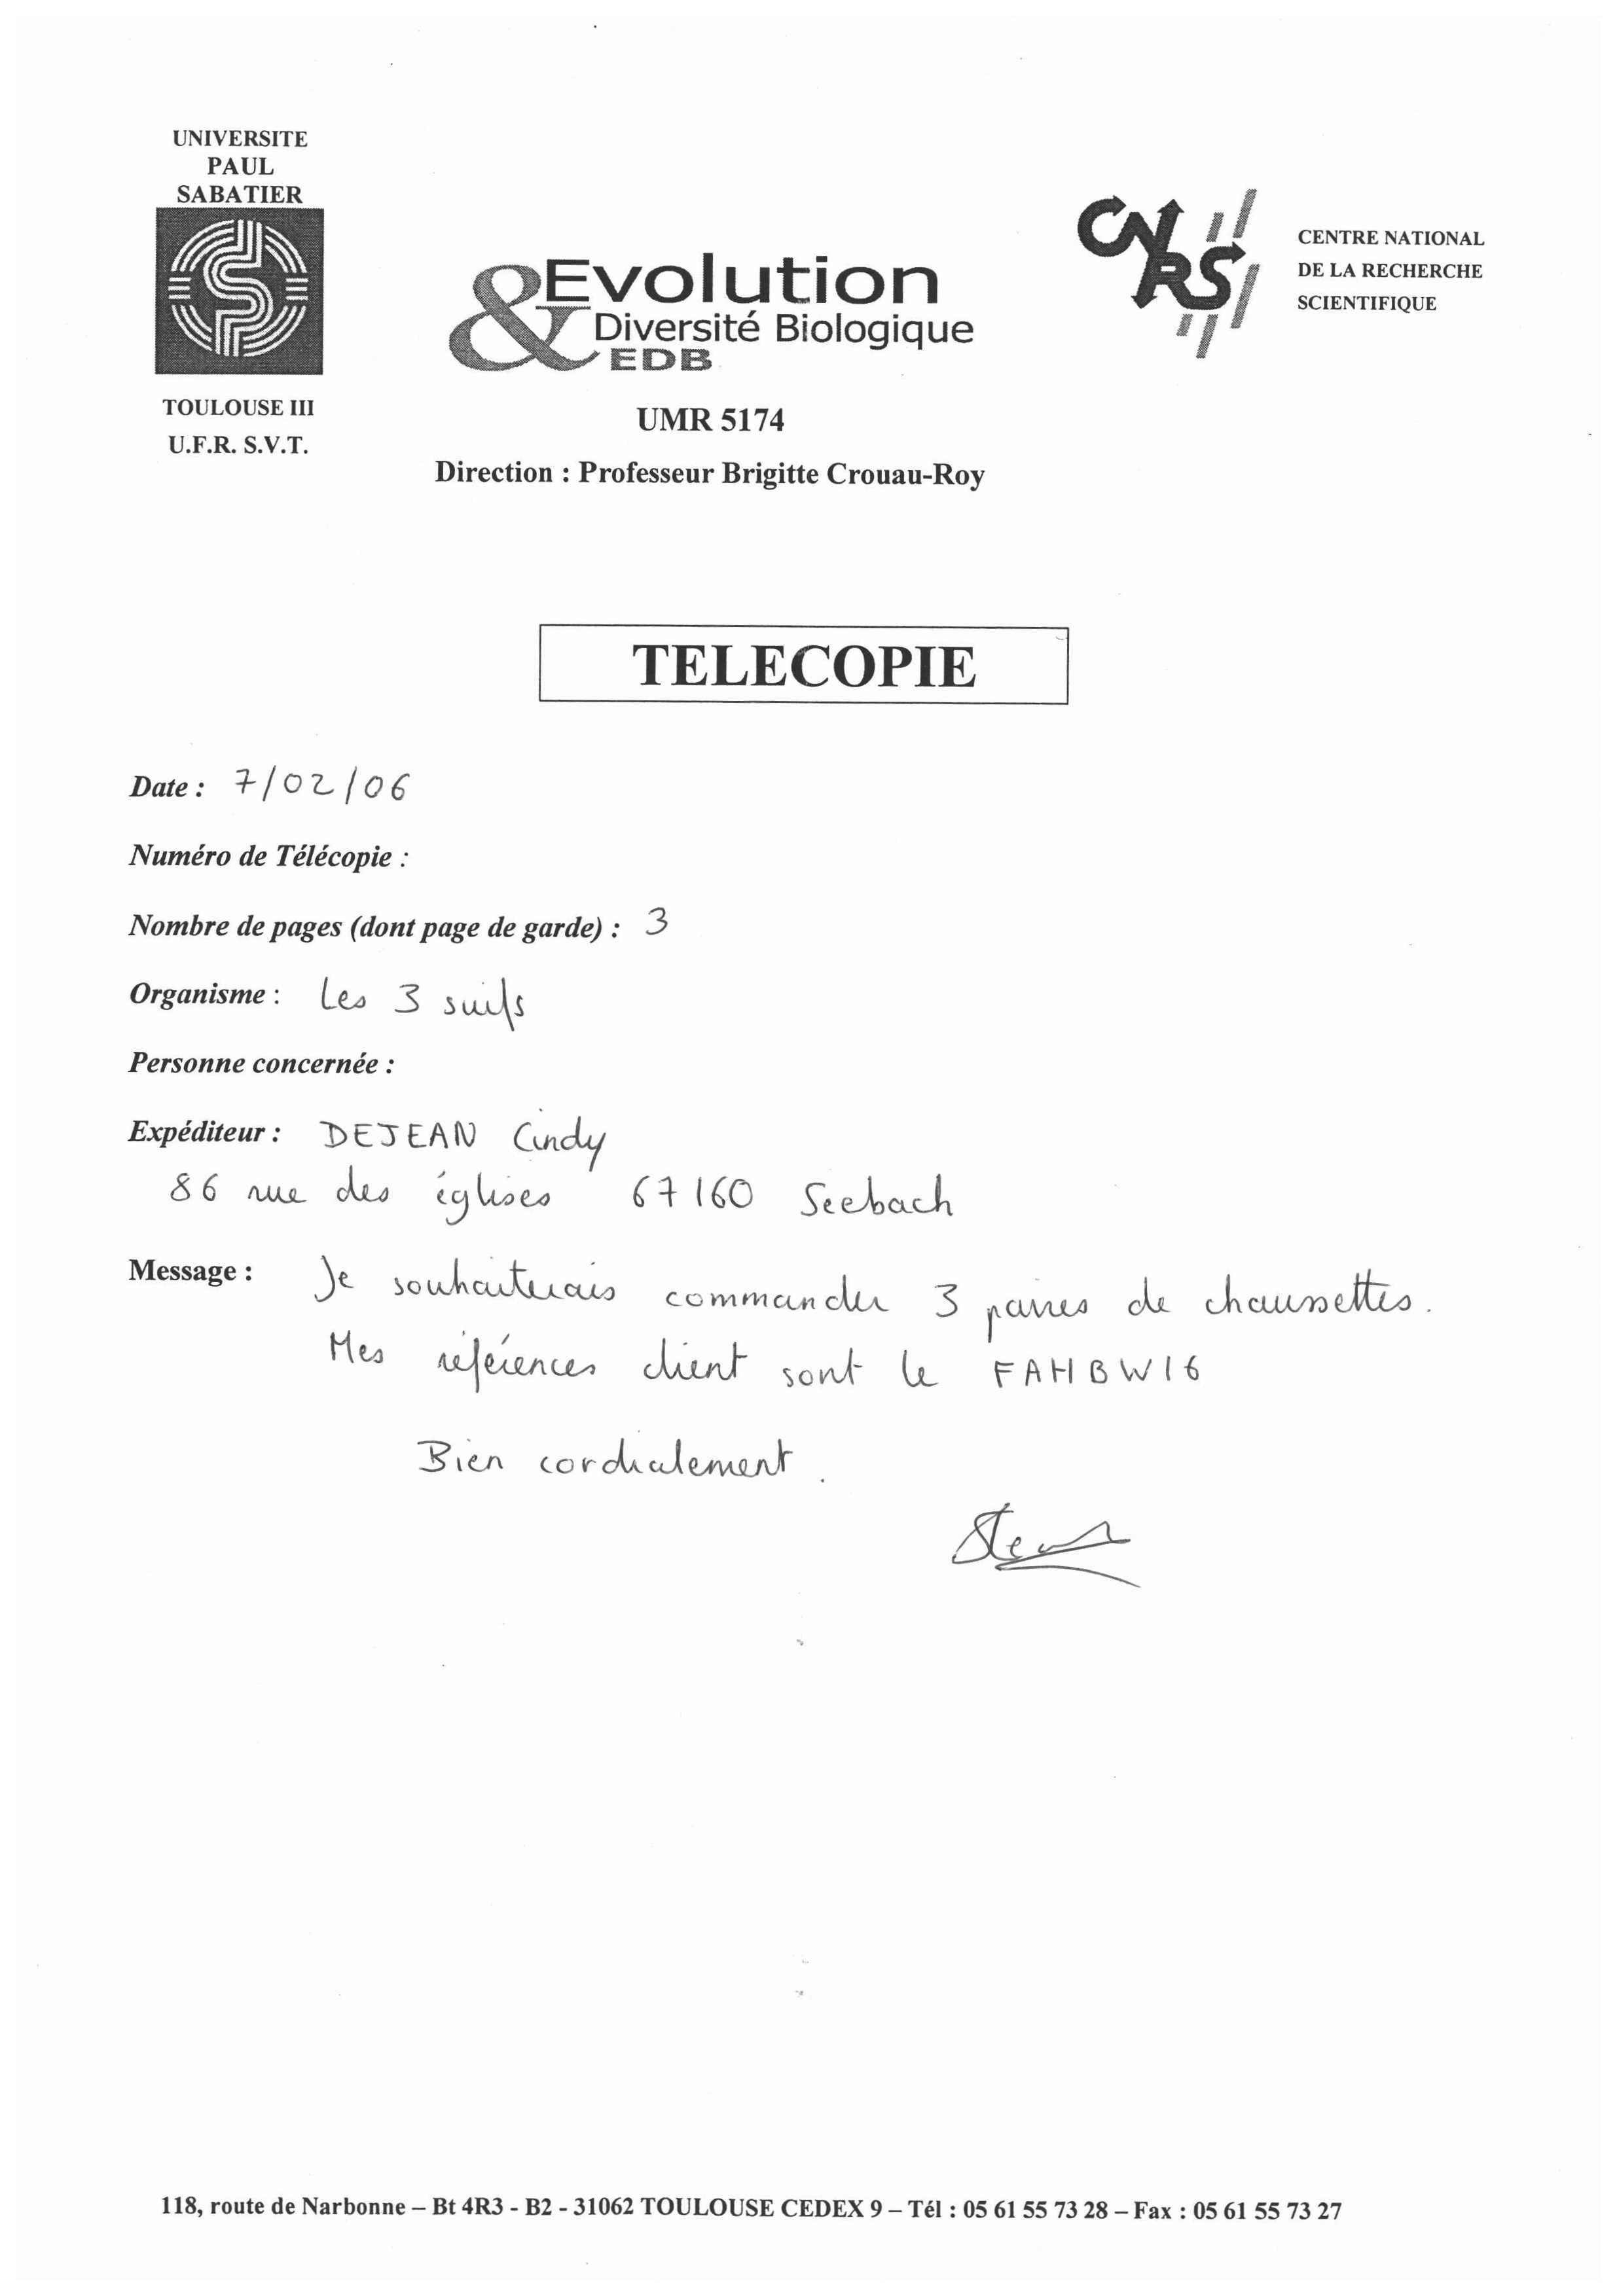 UNIVERSITE
PAUL
SABATIER
TOULOUSE III
U.F.R. S.V.T.
&Evolution
Diversité Biologique
EDB
UMR 5174
Direction : Professeur Brigitte Crouau-Roy
CNRS
CENTRE NATIONAL
DE LA RECHERCHE
SCIENTIFIQUE
TELECOPIE
Date : 7/02/06
Numéro de Télécopie :
Nombre de pages (dont page de garde) : 3
Organisme : Les 3 suifs
Personne concernée :
Expéditeur : DEJEAN Cindy
86 rue des églises 67160 Seebach
Message : Je souhaiterais commander 3 paires de chaussettes.
Mes références client sont le FAHBW16
Bien cordialement.
118, route de Narbonne – Bt 4R3 - B2 - 31062 TOULOUSE CEDEX 9 – Tél : 05 61 55 73 28 – Fax : 05 61 55 73 27